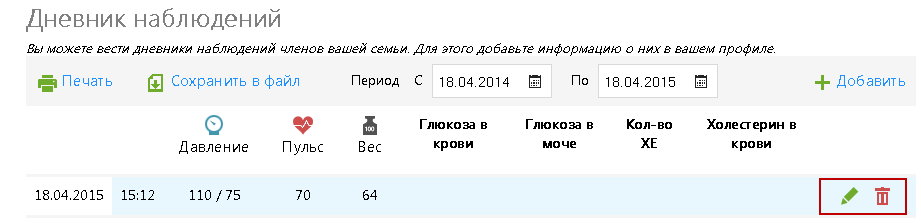 Дневник наблюдений
Вы можете вести дневники наблюдений членов вашей семьи. Для этого добавьте информацию о них в вашем профиле.
Печать Сохранить в файл Период С 18.04.2014 По 18.04.2015 Добавить
100
Давление Пульс Вес Глюкоза в крови Глюкоза в моче Кол-во ХЕ Холестерин в крови
18.04.2015 15:12 110 / 75 70 64